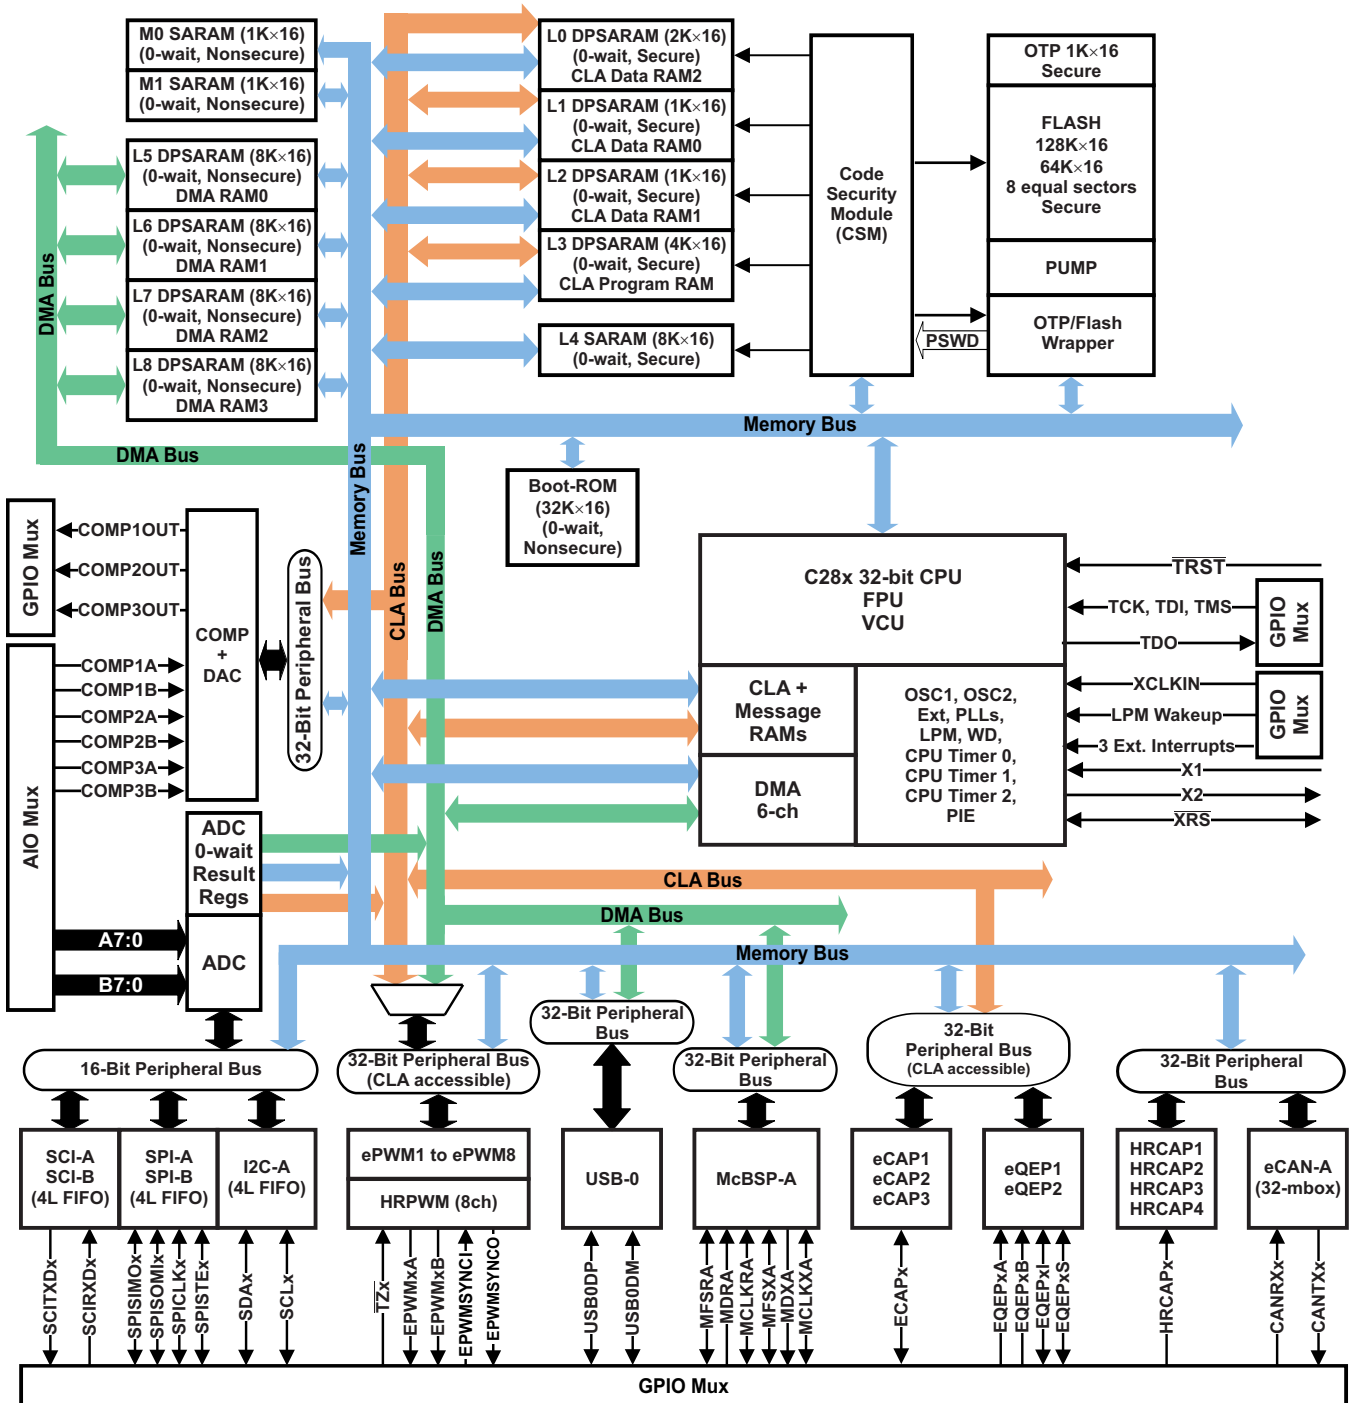 M0 SARAM (1K×16)
(0-wait, Nonsecure)
M1 SARAM (1K×16)
(0-wait, Nonsecure)
L5 DPSARAM (8K×16)
(0-wait, Nonsecure)
DMA RAM0
L6 DPSARAM (8K×16)
(0-wait, Nonsecure)
DMA RAM1
L7 DPSARAM (8K×16)
(0-wait, Nonsecure)
DMA RAM2
L8 DPSARAM (8K×16)
(0-wait, Nonsecure)
DMA RAM3
DMA Bus
DMA Bus
L0 DPSARAM (2K×16)
(0-wait, Secure)
CLA Data RAM2
L1 DPSARAM (1K×16)
(0-wait, Secure)
CLA Data RAM0
L2 DPSARAM (1K×16)
(0-wait, Secure)
CLA Data RAM1
L3 DPSARAM (4K×16)
(0-wait, Secure)
CLA Program RAM
L4 SARAM (8K×16)
(0-wait, Secure)
Code
Security
Module
(CSM)
OTP 1K×16
Secure
FLASH
128K×16
64K×16
8 equal sectors
Secure
PUMP
OTP/Flash
Wrapper
PSWD
Memory Bus
Memory Bus
CLA Bus
DMA Bus
Boot-ROM
(32K×16)
(0-wait,
Nonsecure)
GPIO Mux
COMP1OUT
COMP2OUT
COMP3OUT
AIO Mux
COMP1A
COMP1B
COMP2A
COMP2B
COMP3A
COMP3B
COMP
+
DAC
32-Bit Peripheral Bus
ADC
0-wait
Result
Regs
ADC
A7:0
B7:0
C28x 32-bit CPU
FPU
VCU
CLA +
Message
RAMs
DMA
6-ch
OSC1, OSC2,
Ext, PLLs,
LPM, WD,
CPU Timer 0,
CPU Timer 1,
CPU Timer 2,
PIE
TRST
TCK, TDI, TMS
TDO
GPIO
Mux
XCLKIN
LPM Wakeup
3 Ext. Interrupts
GPIO
Mux
X1
X2
XRS
CLA Bus
DMA Bus
Memory Bus
16-Bit Peripheral Bus
32-Bit Peripheral Bus
(CLA accessible)
32-Bit Peripheral
Bus
32-Bit Peripheral
Bus
32-Bit
Peripheral Bus
(CLA accessible)
32-Bit Peripheral
Bus
SCI-A
SCI-B
(4L FIFO)
SPI-A
SPI-B
(4L FIFO)
I2C-A
(4L FIFO)
ePWM1 to ePWM8
HRPWM (8ch)
USB-0
McBSP-A
eCAP1
eCAP2
eCAP3
eQEP1
eQEP2
HRCAP1
HRCAP2
HRCAP3
HRCAP4
eCAN-A
(32-mbox)
SCITXDx
SCIRXDx
SPISIMOx
SPISOMIx
SPICLKx
SPISTEx
SDAx
SCLx
TZx
EPWMxA
EPWMxB
EPWMSYNCI
EPWMSYNCO
USB0DP
USB0DM
MFSRA
MDRA
MCLKRA
MFSXA
MDXA
MCLKXA
ECAPx
EQEPxA
EQEPxB
EQEPxI
EQEPxS
HRCAPx
CANRXx
CANTXx
GPIO Mux